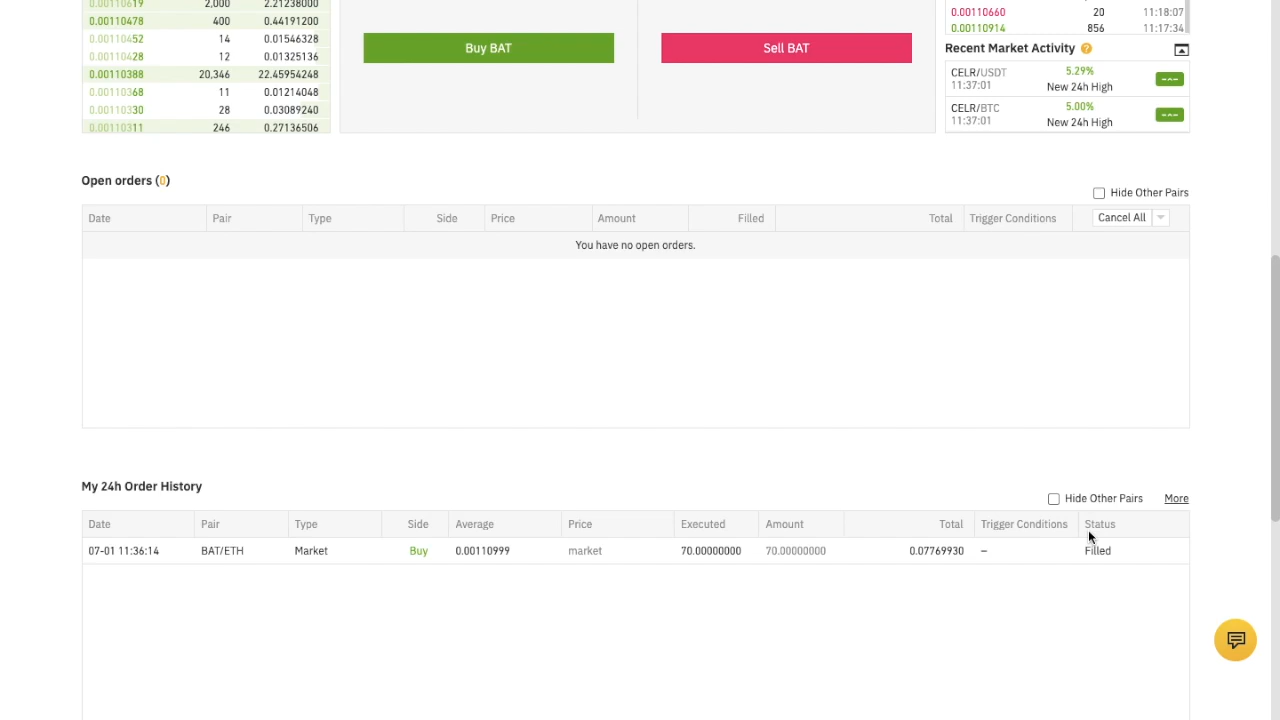 0.00110619 2,000 2.21238000
0.00110478 400 0.44191200
0.00110452 14 0.01546328
0.00110428 12 0.01325136
0.00110388 20,346 22.45954248
0.00110368 11 0.01214048
0.00110330 28 0.03089240
0.00110311 246 0.27136506
Buy BAT
Sell BAT
0.00110660 20 11:18:07
0.00110914 856 11:17:34
Recent Market Activity ?
CELR/USDT 5.29%
11:37:01 New 24h High
CELR/BTC 5.00%
11:37:01 New 24h High
Open orders (0)
Hide Other Pairs
Date Pair Type Side Price Amount Filled Total Trigger Conditions Cancel All
You have no open orders.
My 24h Order History
Hide Other Pairs More
Date Pair Type Side Average Price Executed Amount Total Trigger Conditions Status
07-01 11:36:14 BAT/ETH Market Buy 0.00110999 market 70.00000000 70.00000000 0.07769930 – Filled